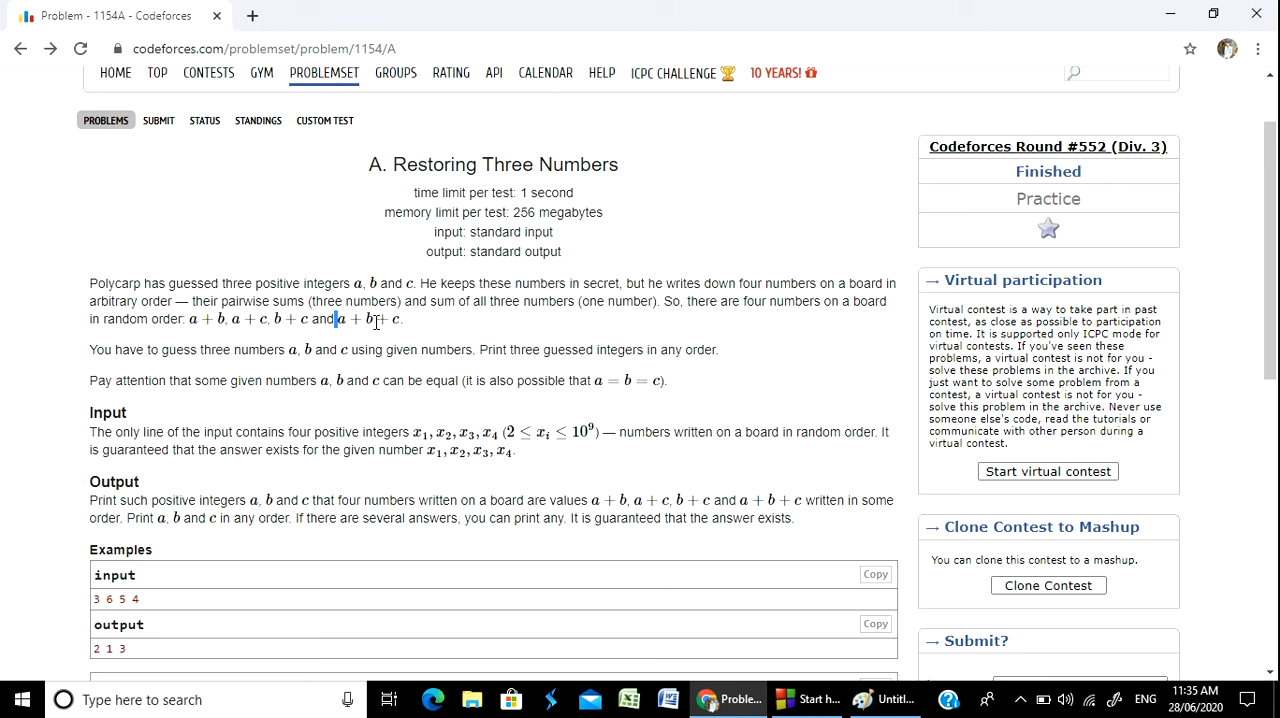 Problem - 1154A - Codeforces
codeforces.com/problemset/problem/1154/A
HOME TOP CONTESTS GYM PROBLEMSET GROUPS RATING API CALENDAR HELP ICPC CHALLENGE 10 YEARS!
PROBLEMS SUBMIT STATUS STANDINGS CUSTOM TEST
A. Restoring Three Numbers
time limit per test: 1 second
memory limit per test: 256 megabytes
input: standard input
output: standard output
Polycarp has guessed three positive integers a, b and c. He keeps these numbers in secret, but he writes down four numbers on a board in
arbitrary order — their pairwise sums (three numbers) and sum of all three numbers (one number). So, there are four numbers on a board
in random order: a + b, a + c, b + c and a + b + c.
You have to guess three numbers a, b and c using given numbers. Print three guessed integers in any order.
Pay attention that some given numbers a, b and c can be equal (it is also possible that a = b = c).
Input
The only line of the input contains four positive integers x₁, x₂, x₃, x₄ (2 ≤ xᵢ ≤ 10⁹) — numbers written on a board in random order. It
is guaranteed that the answer exists for the given number x₁, x₂, x₃, x₄.
Output
Print such positive integers a, b and c that four numbers written on a board are values a + b, a + c, b + c and a + b + c written in some
order. Print a, b and c in any order. If there are several answers, you can print any. It is guaranteed that the answer exists.
Examples
input
Copy
3 6 5 4
output
Copy
2 1 3
Codeforces Round #552 (Div. 3)
Finished
Practice
→ Virtual participation
Virtual contest is a way to take part in past
contest, as close as possible to participation
on time. It is supported only ICPC mode for
virtual contests. If you've seen these
problems, a virtual contest is not for you -
solve these problems in the archive. If you
just want to solve some problem from a
contest, a virtual contest is not for you -
solve this problem in the archive. Never use
someone else's code, read the tutorials or
communicate with other person during a
virtual contest.
Start virtual contest
→ Clone Contest to Mashup
You can clone this contest to a mashup.
Clone Contest
→ Submit?
Type here to search
Proble...
Start h...
Untitl...
ENG
11:35 AM
28/06/2020